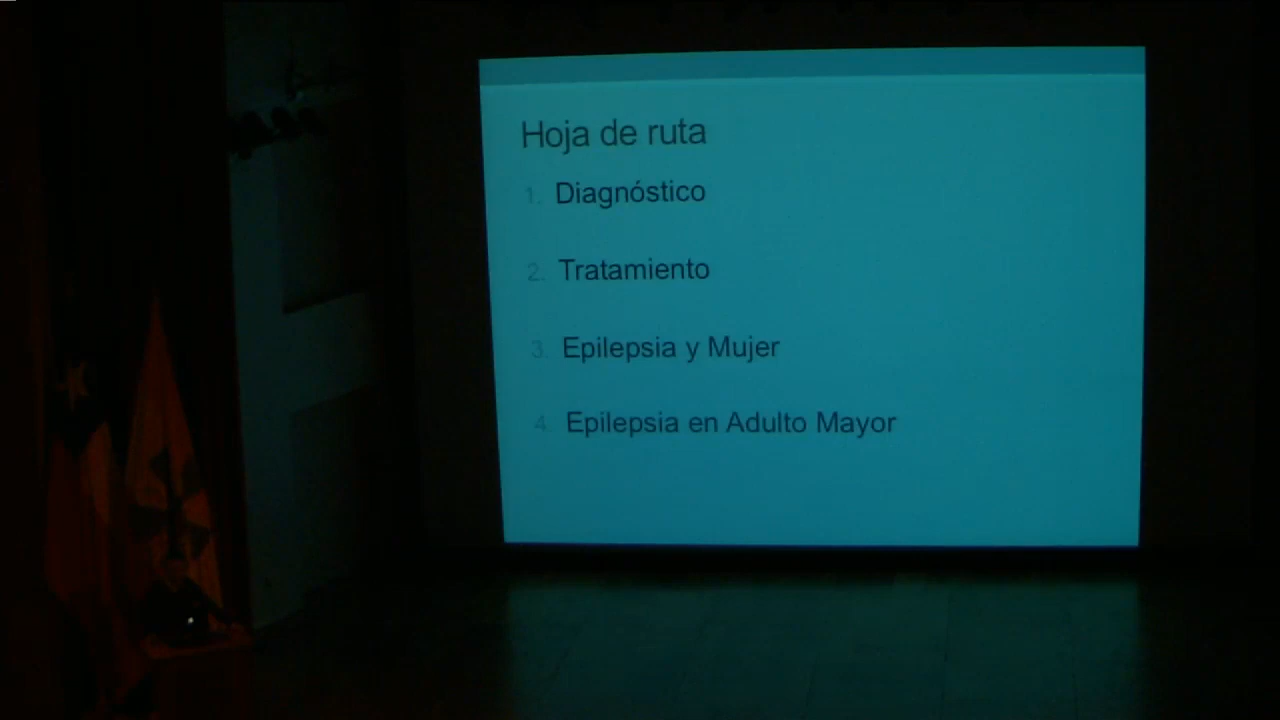 Hoja de ruta
1. Diagnóstico
2. Tratamiento
3. Epilepsia y Mujer
4. Epilepsia en Adulto Mayor